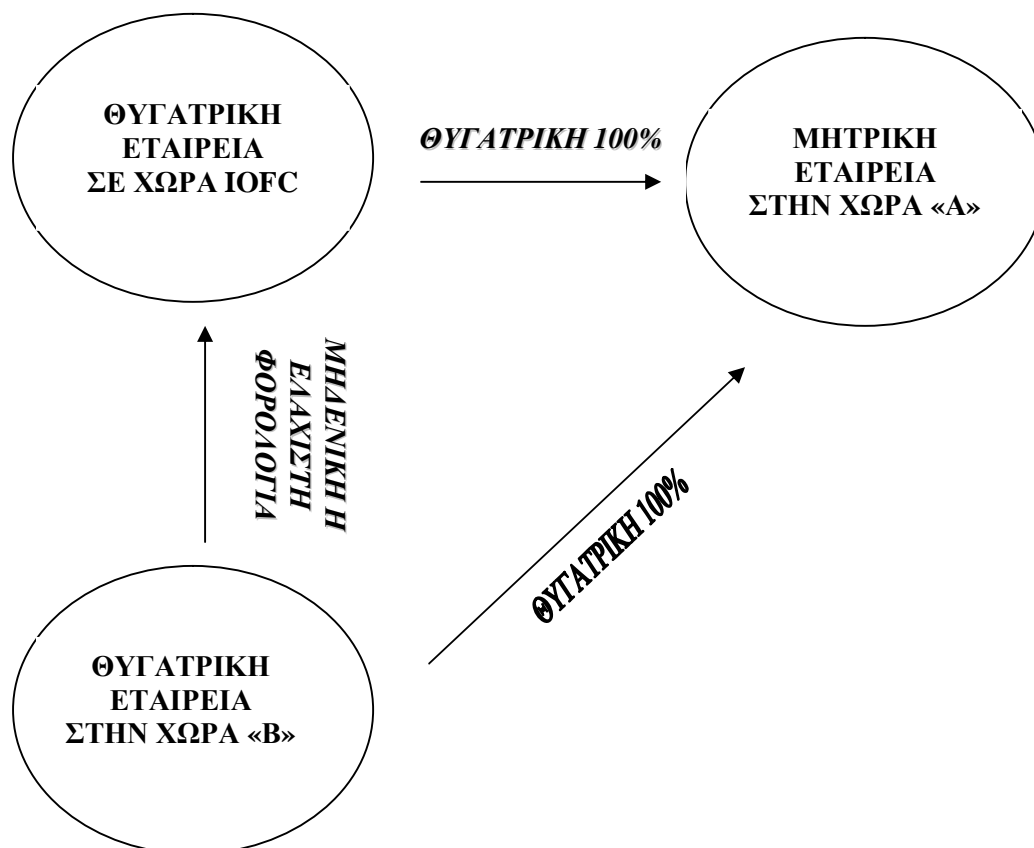 ΘΥΓΑΤΡΙΚΗ
ΕΤΑΙΡΕΙΑ
ΣΕ ΧΩΡΑ IOFC
ΘΥΓΑΤΡΙΚΗ 100%
ΜΗΤΡΙΚΗ
ΕΤΑΙΡΕΙΑ
ΣΤΗΝ ΧΩΡΑ «Α»
ΜΗΔΕΝΙΚΗ Η
ΕΛΑΧΙΣΤΗ
ΦΟΡΟΛΟΓΙΑ
ΘΥΓΑΤΡΙΚΗ 100%
ΘΥΓΑΤΡΙΚΗ
ΕΤΑΙΡΕΙΑ
ΣΤΗΝ ΧΩΡΑ «Β»